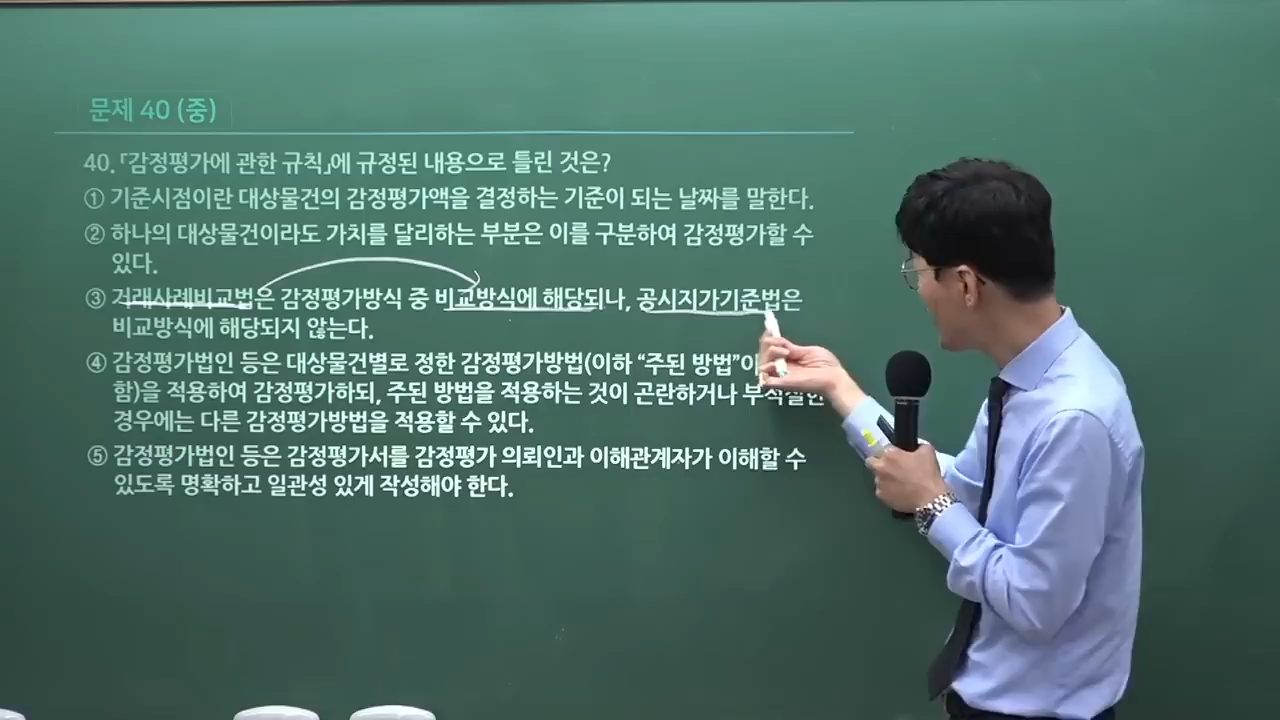 문제 40 (중)
40. 「감정평가에 관한 규칙」에 규정된 내용으로 틀린 것은?
① 기준시점이란 대상물건의 감정평가액을 결정하는 기준이 되는 날짜를 말한다.
② 하나의 대상물건이라도 가치를 달리하는 부분은 이를 구분하여 감정평가할 수
있다.
③ 거래사례비교법은 감정평가방식 중 비교방식에 해당되나, 공시지가기준법은
비교방식에 해당되지 않는다.
④ 감정평가법인 등은 대상물건별로 정한 감정평가방법(이하 “주된 방법”이
함)을 적용하여 감정평가하되, 주된 방법을 적용하는 것이 곤란하거나 부적절한
경우에는 다른 감정평가방법을 적용할 수 있다.
⑤ 감정평가법인 등은 감정평가서를 감정평가 의뢰인과 이해관계자가 이해할 수
있도록 명확하고 일관성 있게 작성해야 한다.